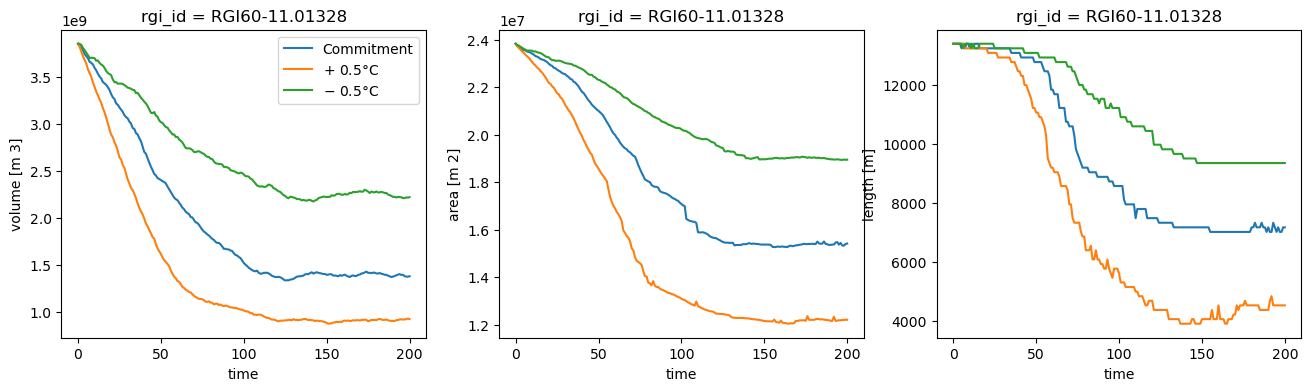 rgi_id = RGI60-11.01328
1e9
volume [m 3]
3.5
3.0
2.5
2.0
1.5
1.0
0
50
100
150
200
time
Commitment
+ 0.5°C
− 0.5°C
rgi_id = RGI60-11.01328
1e7
area [m 2]
2.4
2.2
2.0
1.8
1.6
1.4
1.2
0
50
100
150
200
time
rgi_id = RGI60-11.01328
length [m]
12000
10000
8000
6000
4000
0
50
100
150
200
time